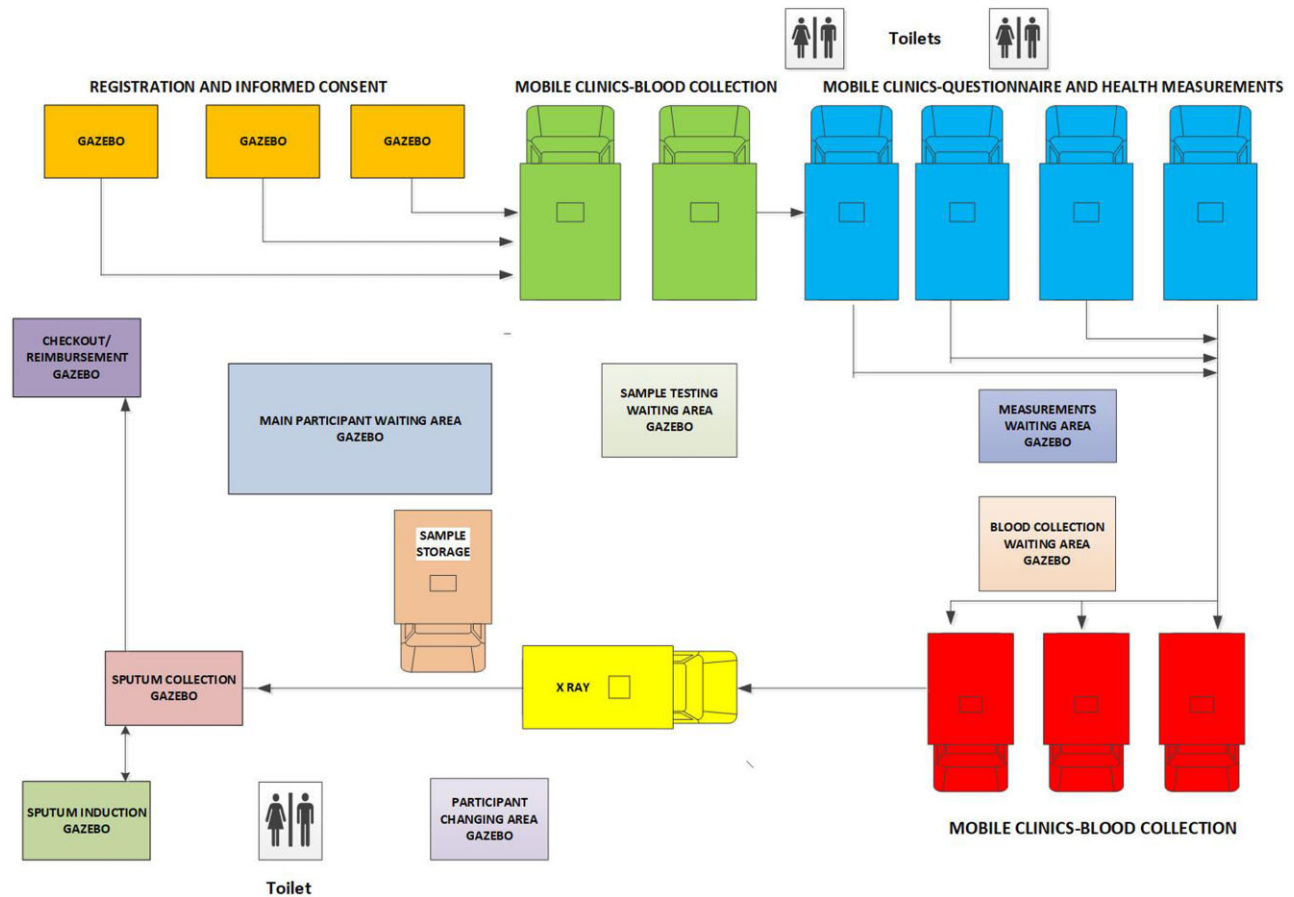 Toilets
REGISTRATION AND INFORMED CONSENT
MOBILE CLINICS-BLOOD COLLECTION
MOBILE CLINICS-QUESTIONNAIRE AND HEALTH MEASUREMENTS
GAZEBO
GAZEBO
GAZEBO
CHECKOUT/
REIMBURSEMENT
GAZEBO
MAIN PARTICIPANT WAITING AREA
GAZEBO
SAMPLE TESTING
WAITING AREA
GAZEBO
MEASUREMENTS
WAITING AREA
GAZEBO
BLOOD COLLECTION
WAITING AREA
GAZEBO
SAMPLE
STORAGE
SPUTUM COLLECTION
GAZEBO
X RAY
SPUTUM INDUCTION
GAZEBO
PARTICIPANT
CHANGING AREA
GAZEBO
MOBILE CLINICS-BLOOD COLLECTION
Toilet